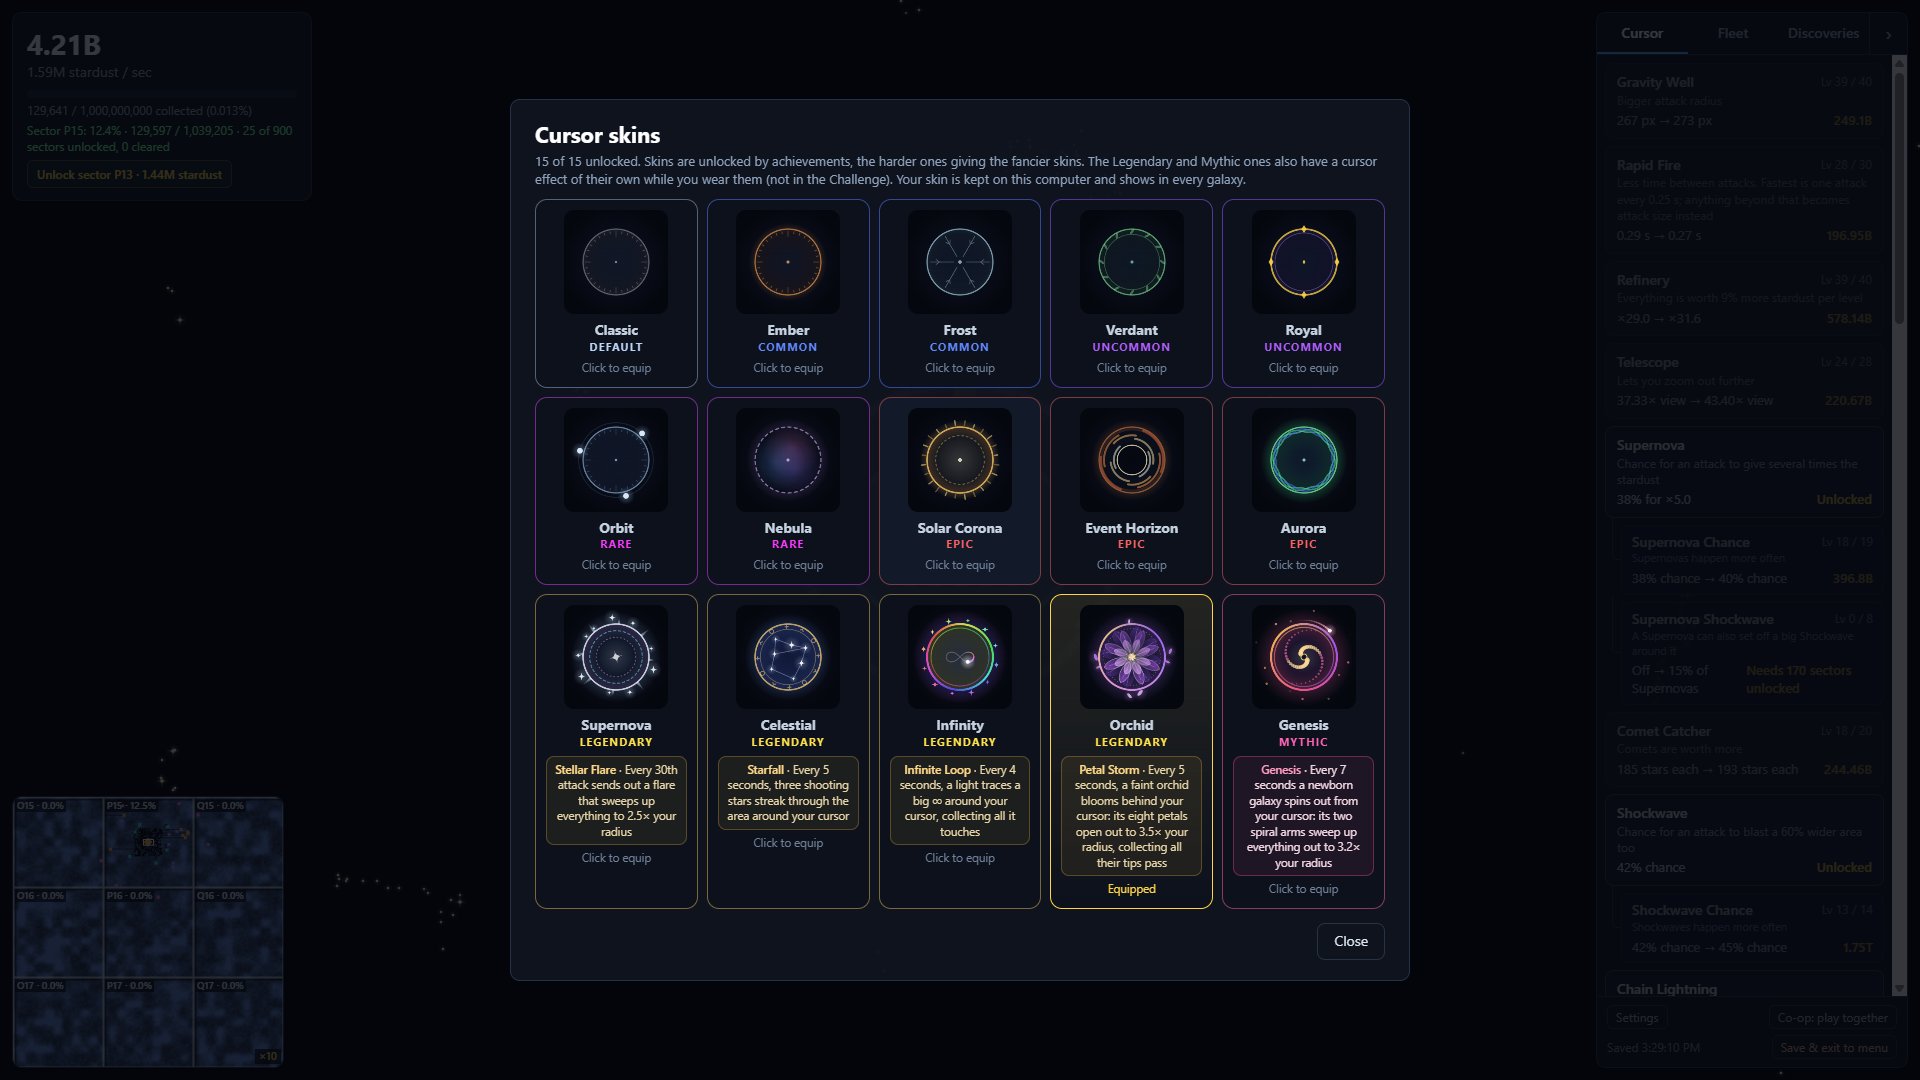 4.21B
1.59M stardust / sec
129,641 / 1,000,000,000 collected (0.013%)
Sector P15: 12.4% · 129,597 / 1,039,205 · 25 of 900
sectors unlocked, 0 cleared
Unlock sector P13 · 1.44M stardust
Cursor skins
15 of 15 unlocked. Skins are unlocked by achievements, the harder ones giving the fancier skins. The Legendary and Mythic ones also have a cursor
effect of their own while you wear them (not in the Challenge). Your skin is kept on this computer and shows in every galaxy.
Classic
DEFAULT
Click to equip
Ember
COMMON
Click to equip
Frost
COMMON
Click to equip
Verdant
UNCOMMON
Click to equip
Royal
UNCOMMON
Click to equip
Orbit
RARE
Click to equip
Nebula
RARE
Click to equip
Solar Corona
EPIC
Click to equip
Event Horizon
EPIC
Click to equip
Aurora
EPIC
Click to equip
Supernova
LEGENDARY
Stellar Flare · Every 30th
attack sends out a flare
that sweeps up
everything to 2.5× your
radius
Click to equip
Celestial
LEGENDARY
Starfall · Every 5
seconds, three shooting
stars streak through the
area around your cursor
Click to equip
Infinity
LEGENDARY
Infinite Loop · Every 4
seconds, a light traces a
big ∞ around your
cursor, collecting all it
touches
Click to equip
Orchid
LEGENDARY
Petal Storm · Every 5
seconds, a faint orchid
blooms behind your
cursor: its eight petals
open out to 3.5× your
radius, collecting all
their tips pass
Equipped
Genesis
MYTHIC
Genesis · Every 7
seconds a newborn
galaxy spins out from
your cursor: its two
spiral arms sweep up
everything out to 3.2×
your radius
Click to equip
Close
Cursor
Fleet
Discoveries
›
Gravity Well
Lv 39 / 40
Bigger attack radius
267 px → 273 px
249.1B
Rapid Fire
Lv 28 / 30
Less time between attacks. Fastest is one attack
every 0.25 s; anything beyond that becomes
attack size instead
0.29 s → 0.27 s
196.95B
Refinery
Lv 39 / 40
Everything is worth 9% more stardust per level
×29.0 → ×31.6
578.14B
Telescope
Lv 24 / 28
Lets you zoom out further
37.33× view → 43.40× view
220.67B
Supernova
Chance for an attack to give several times the
stardust
38% for ×5.0
Unlocked
Supernova Chance
Lv 18 / 19
Supernovas happen more often
38% chance → 40% chance
396.8B
Supernova Shockwave
Lv 0 / 8
A Supernova can also set off a big Shockwave
around it
Off → 15% of
Supernovas
Needs 170 sectors
unlocked
Comet Catcher
Lv 18 / 20
Comets are worth more
185 stars each → 193 stars each
244.46B
Shockwave
Chance for an attack to blast a 60% wider area
too
42% chance
Unlocked
Shockwave Chance
Lv 13 / 14
Shockwaves happen more often
42% chance → 45% chance
1.75T
Chain Lightning
Settings
Co-op: play together
Saved 3:29:10 PM
Save & exit to menu
O15 · 0.0%
P15 · 12.5%
Q15 · 0.0%
O16 · 0.0%
P16 · 0.0%
Q16 · 0.0%
O17 · 0.0%
P17 · 0.0%
Q17 · 0.0%
×10